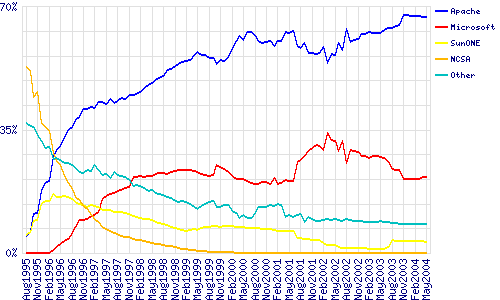 70%
35%
0%
Apache
Microsoft
SunONE
NCSA
Other
Aug1995
Nov1995
Feb1996
May1996
Aug1996
Nov1996
Feb1997
May1997
Aug1997
Nov1997
Feb1998
May1998
Aug1998
Nov1998
Feb1999
May1999
Aug1999
Nov1999
Feb2000
May2000
Aug2000
Nov2000
Feb2001
May2001
Aug2001
Nov2001
Feb2002
May2002
Aug2002
Nov2002
Feb2003
May2003
Aug2003
Nov2003
Feb2004
May2004